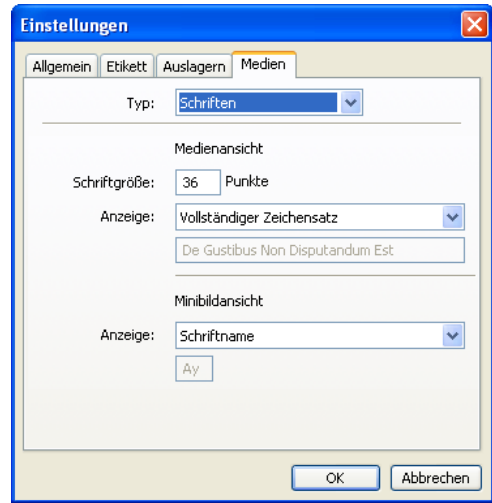 Einstellungen
Allgemein Etikett Auslagern Medien
Typ: Schriften
Medienansicht
Schriftgröße: 36 Punkte
Anzeige: Vollständiger Zeichensatz
De Gustibus Non Disputandum Est
Minibildansicht
Anzeige: Schriftname
Ay
OK Abbrechen